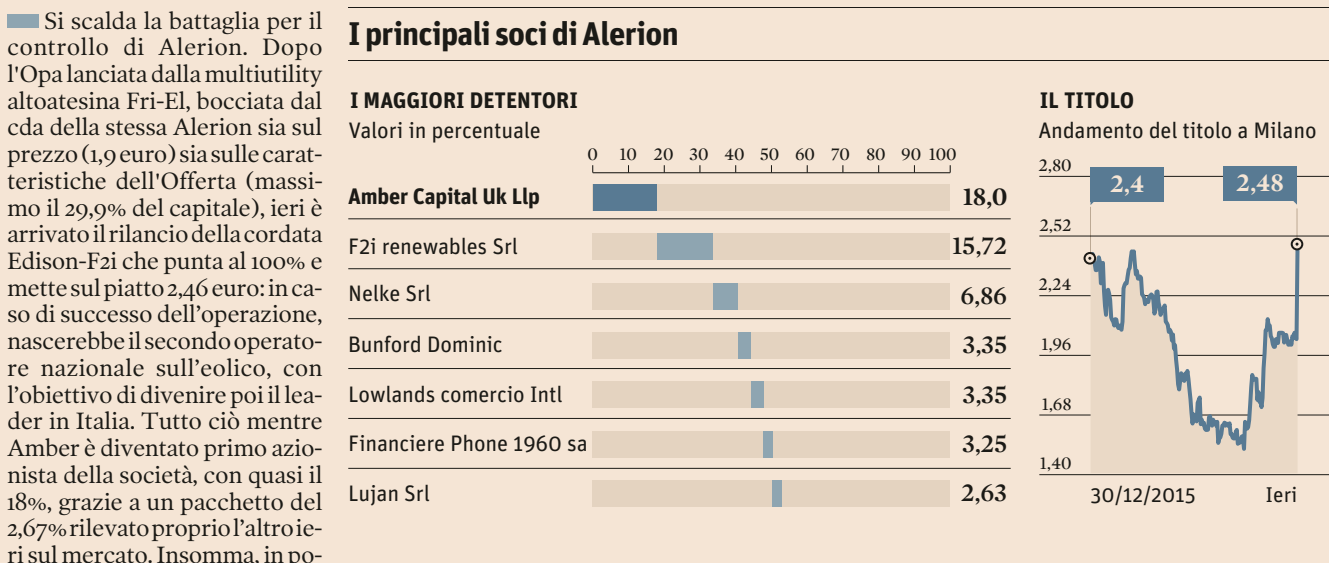 Si scalda la battaglia per il
controllo di Alerion. Dopo
l'Opa lanciata dalla multiutility
altoatesina Fri-El, bocciata dal
cda della stessa Alerion sia sul
prezzo (1,9 euro) sia sulle carat-
teristiche dell'Offerta (massi-
mo il 29,9% del capitale), ieri è
arrivato il rilancio della cordata
Edison-F2i che punta al 100% e
mette sul piatto 2,46 euro: in ca-
so di successo dell’operazione,
nascerebbe il secondo operato-
re nazionale sull’eolico, con
l’obiettivo di divenire poi il lea-
der in Italia. Tutto ciò mentre
Amber è diventato primo azio-
nista della società, con quasi il
18%, grazie a un pacchetto del
2,67% rilevato proprio l’altro ie-
ri sul mercato. Insomma, in po-
I principali soci di Alerion
I MAGGIORI DETENTORI
Valori in percentuale
0 10 20 30 40 50 60 70 80 90 100
Amber Capital Uk Llp 18,0
F2i renewables Srl 15,72
Nelke Srl 6,86
Bunford Dominic 3,35
Lowlands comercio Intl 3,35
Financiere Phone 1960 sa 3,25
Lujan Srl 2,63
IL TITOLO
Andamento del titolo a Milano
2,80
2,4 2,48
2,52
2,24
1,96
1,68
1,40
30/12/2015 Ieri